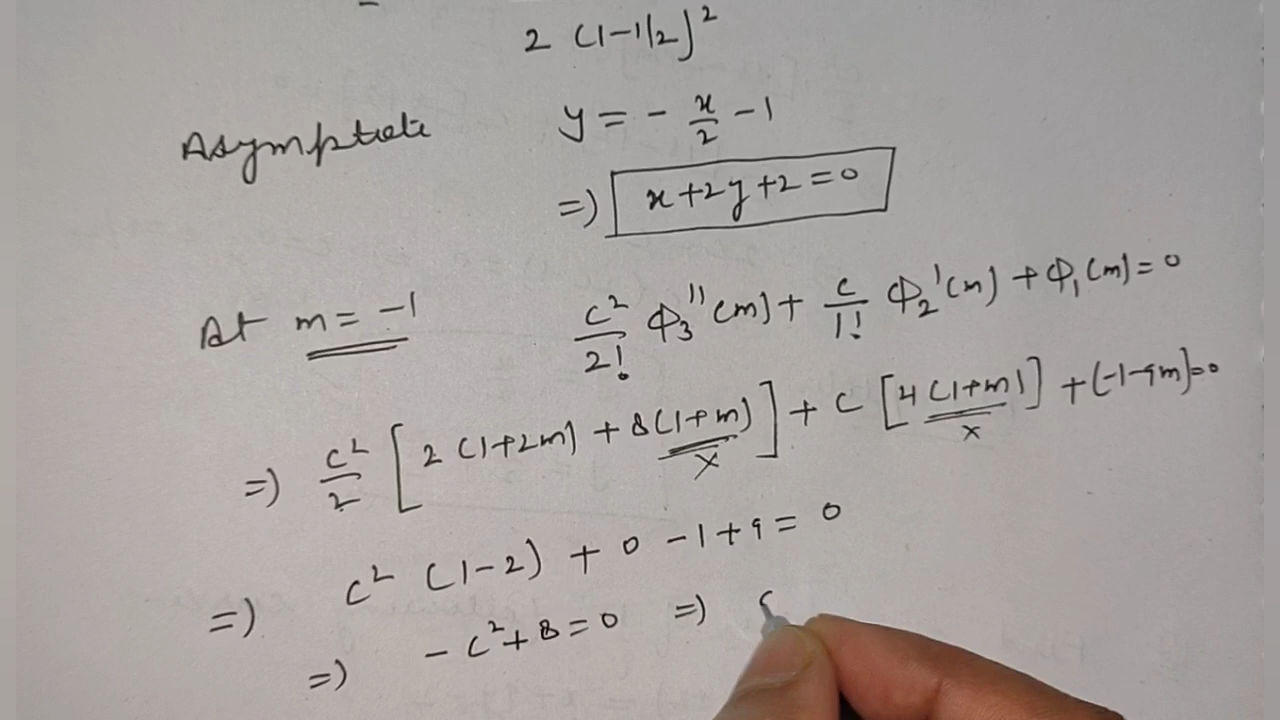 2 (1-1/2)²
Asymptote y = - x/2 - 1
=) x+2y+2=0
At m = -1 c²/2! Φ₃''(m) + c/1! Φ₂'(m) + Φ₁(m) = 0
=) c²/2 [2(1+2m) + 8(1+m)] + c [4(1+m)] + (-1-9m)=0
x x
=) c² (1-2) + 0 -1+9 = 0
=) -c²+8=0 =)